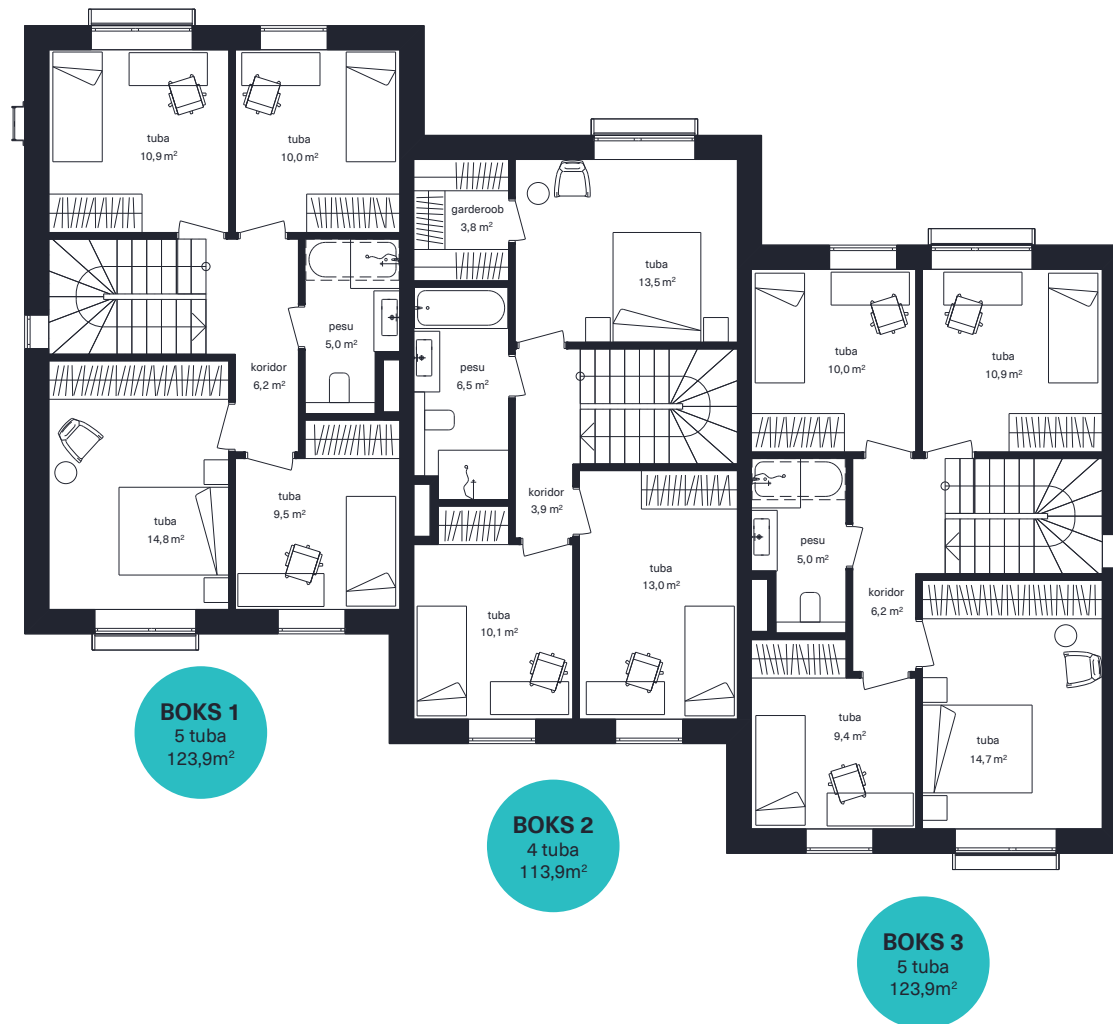 tuba
10,9 m²
tuba
10,0 m²
koridor
6,2 m²
pesu
5,0 m²
tuba
14,8 m²
tuba
9,5 m²
BOKS 1
5 tuba
123,9m²
garderoob
3,8 m²
tuba
13,5 m²
pesu
6,5 m²
koridor
3,9 m²
tuba
10,1 m²
tuba
13,0 m²
BOKS 2
4 tuba
113,9m²
tuba
10,0 m²
tuba
10,9 m²
pesu
5,0 m²
koridor
6,2 m²
tuba
9,4 m²
tuba
14,7 m²
BOKS 3
5 tuba
123,9m²